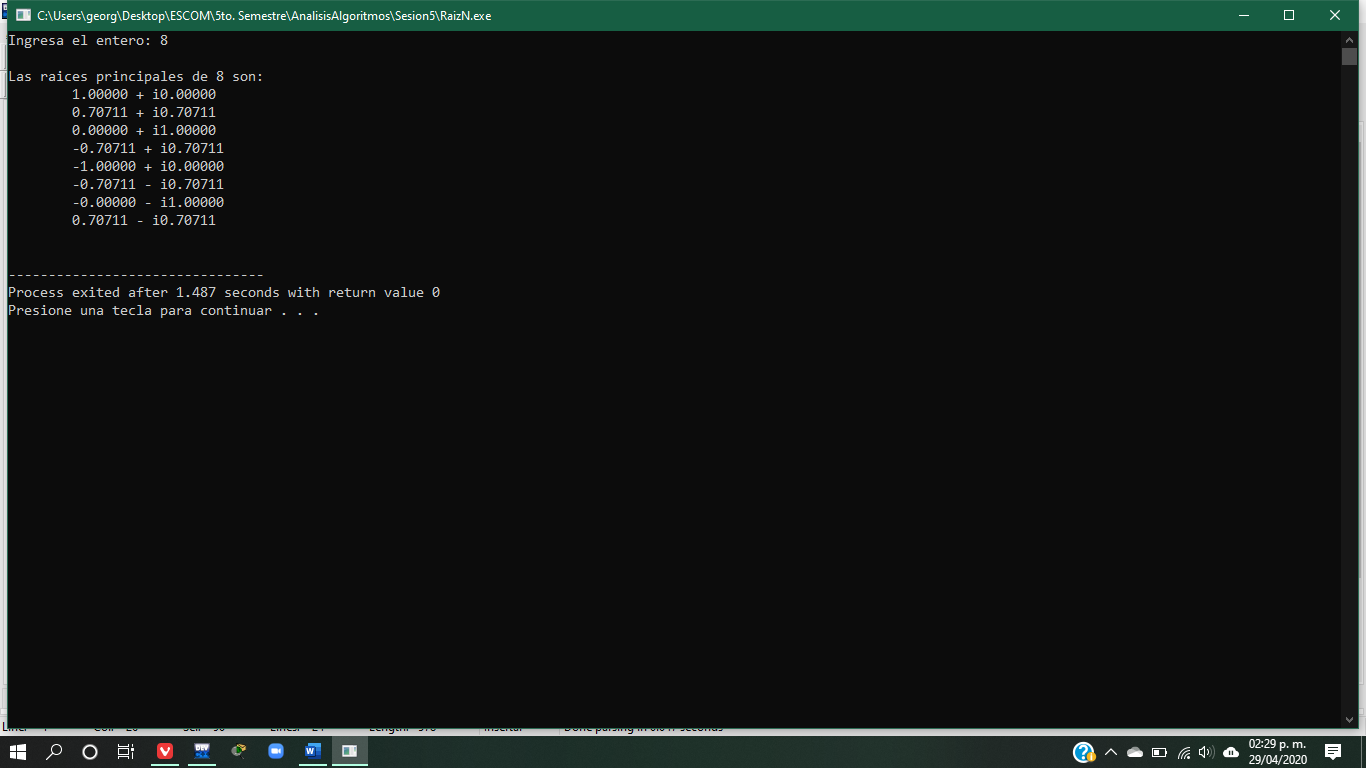 C:\Users\georg\Desktop\ESCOM\5to. Semestre\AnalisisAlgoritmos\Sesion5\RaizN.exe
Ingresa el entero: 8
Las raices principales de 8 son:
1.00000 + i0.00000
0.70711 + i0.70711
0.00000 + i1.00000
-0.70711 + i0.70711
-1.00000 + i0.00000
-0.70711 - i0.70711
-0.00000 - i1.00000
0.70711 - i0.70711
--------------------------------
Process exited after 1.487 seconds with return value 0
Presione una tecla para continuar . . .
02:29 p. m.
29/04/2020